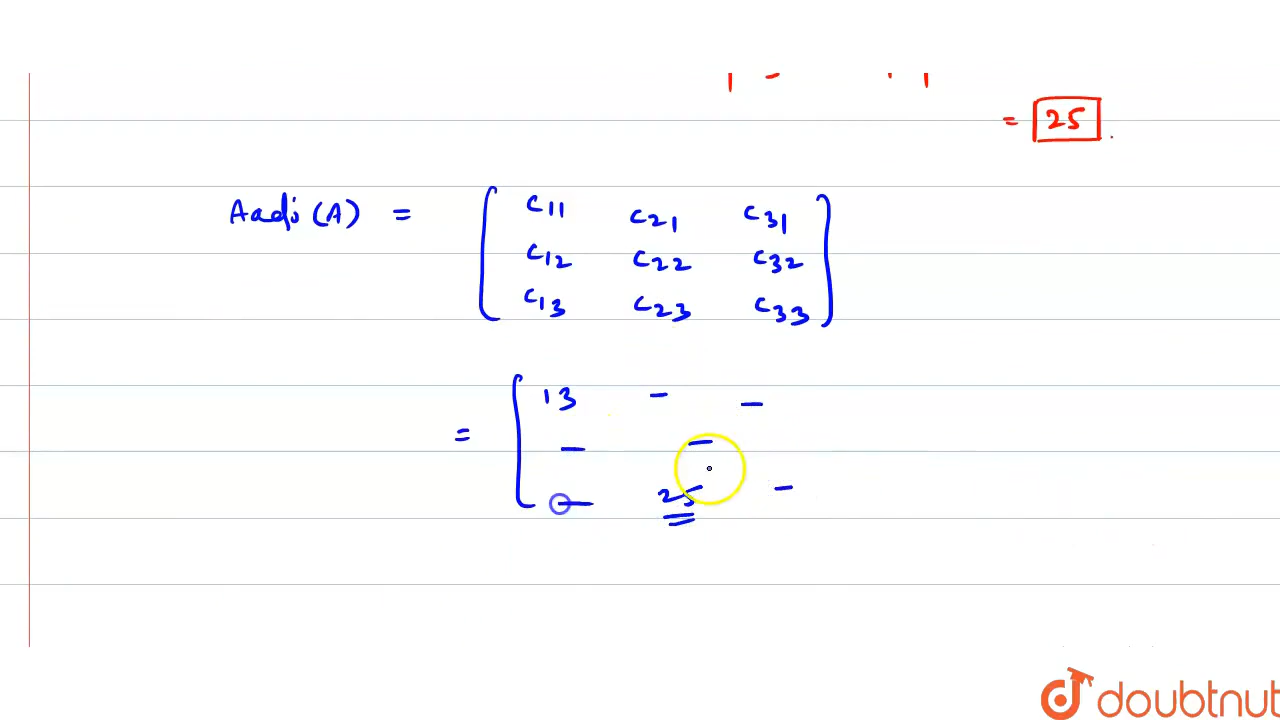 = 25
Aadj (A) = [ C11 C21 C31
C12 C22 C32
C13 C23 C33 ]
= [ 13 – –
– –
– 25 –
doubtnut